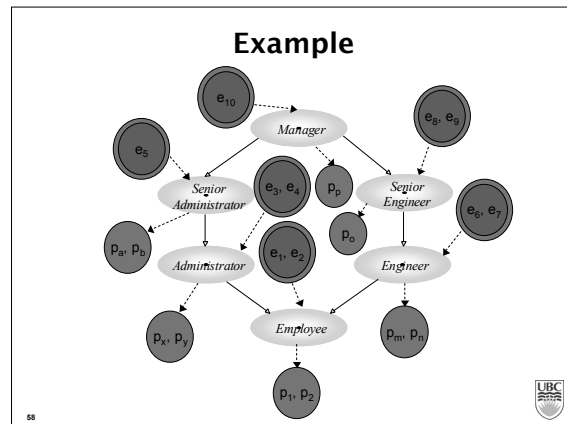 Example
e10
Manager
e8, e9
e5
Senior
Administrator
e3, e4
pp
Senior
Engineer
e6, e7
pa, pb
po
Administrator
e1, e2
Engineer
px, py
Employee
pm, pn
p1, p2
UBC
58